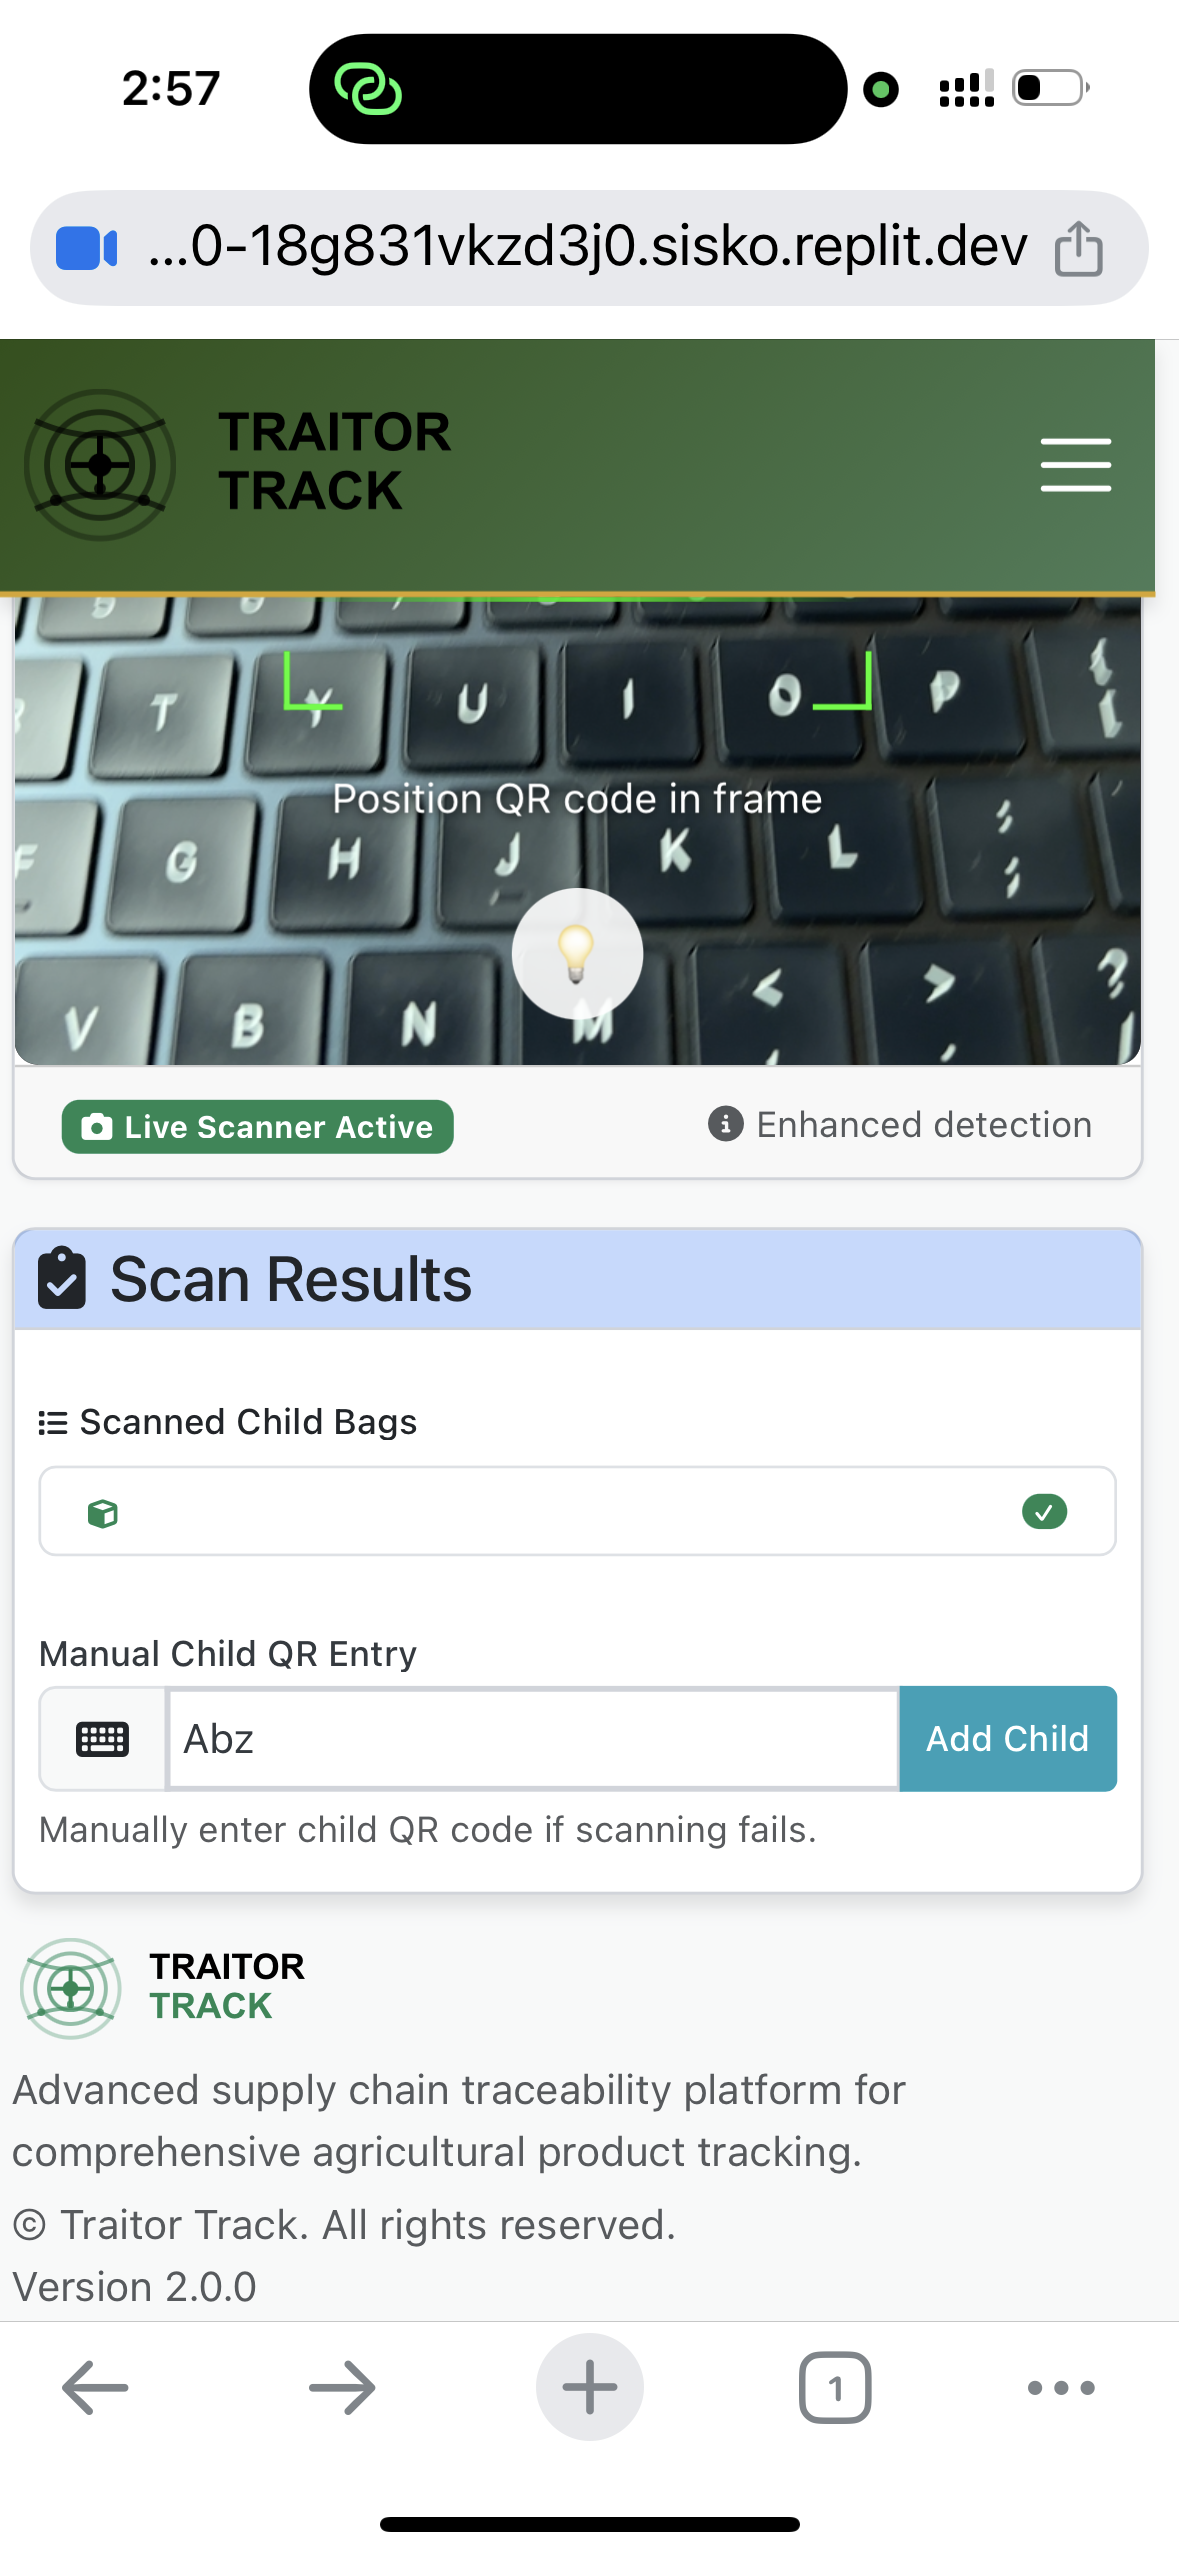 2:57
...0-18g831vkzd3j0.sisko.replit.dev
TRAITOR
TRACK
T Y U I O P
Position QR code in frame
F G H J K L
V B N M < > ?
Live Scanner Active
Enhanced detection
Scan Results
Scanned Child Bags
Manual Child QR Entry
Abz
Add Child
Manually enter child QR code if scanning fails.
TRAITOR
TRACK
Advanced supply chain traceability platform for
comprehensive agricultural product tracking.
© Traitor Track. All rights reserved.
Version 2.0.0
1